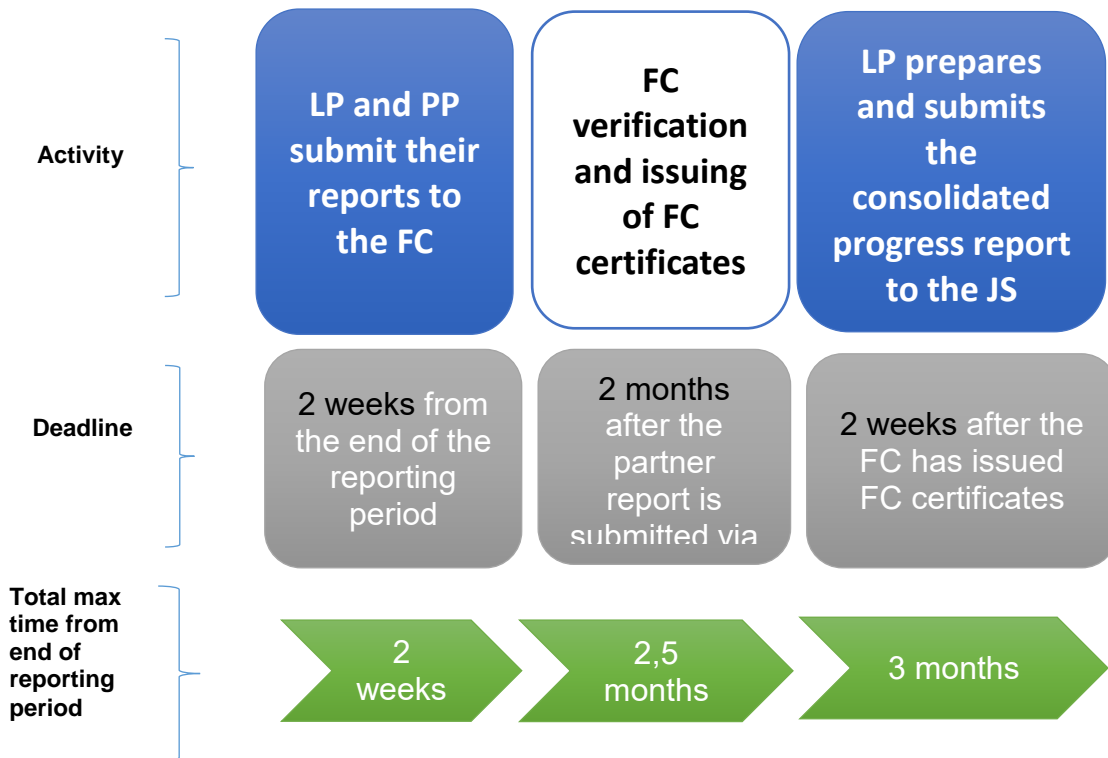 Activity
LP and PP
submit their
reports to
the FC
FC
verification
and issuing
of FC
certificates
LP prepares
and submits
the
consolidated
progress report
to the JS
Deadline
2 weeks from
the end of the
reporting
period
2 months
after the
partner
report is
submitted via
2 weeks after the
FC has issued
FC certificates
Total max
time from
end of
reporting
period
2
weeks
2,5
months
3 months